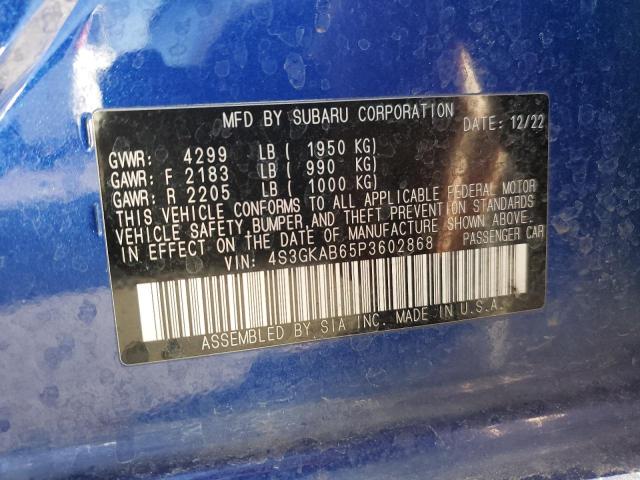 MFD BY SUBARU CORPORATION
DATE: 12/22
GVWR: 4299 LB ( 1950 KG)
GAWR: F 2183 LB ( 990 KG)
GAWR: R 2205 LB ( 1000 KG)
THIS VEHICLE CONFORMS TO ALL APPLICABLE FEDERAL MOTOR
VEHICLE SAFETY, BUMPER, AND THEFT PREVENTION STANDARDS
IN EFFECT ON THE DATE OF MANUFACTURE SHOWN ABOVE.
VIN: 4S3GKAB65P3602868 PASSENGER CAR
ASSEMBLED BY SIA INC. MADE IN U.S.A.